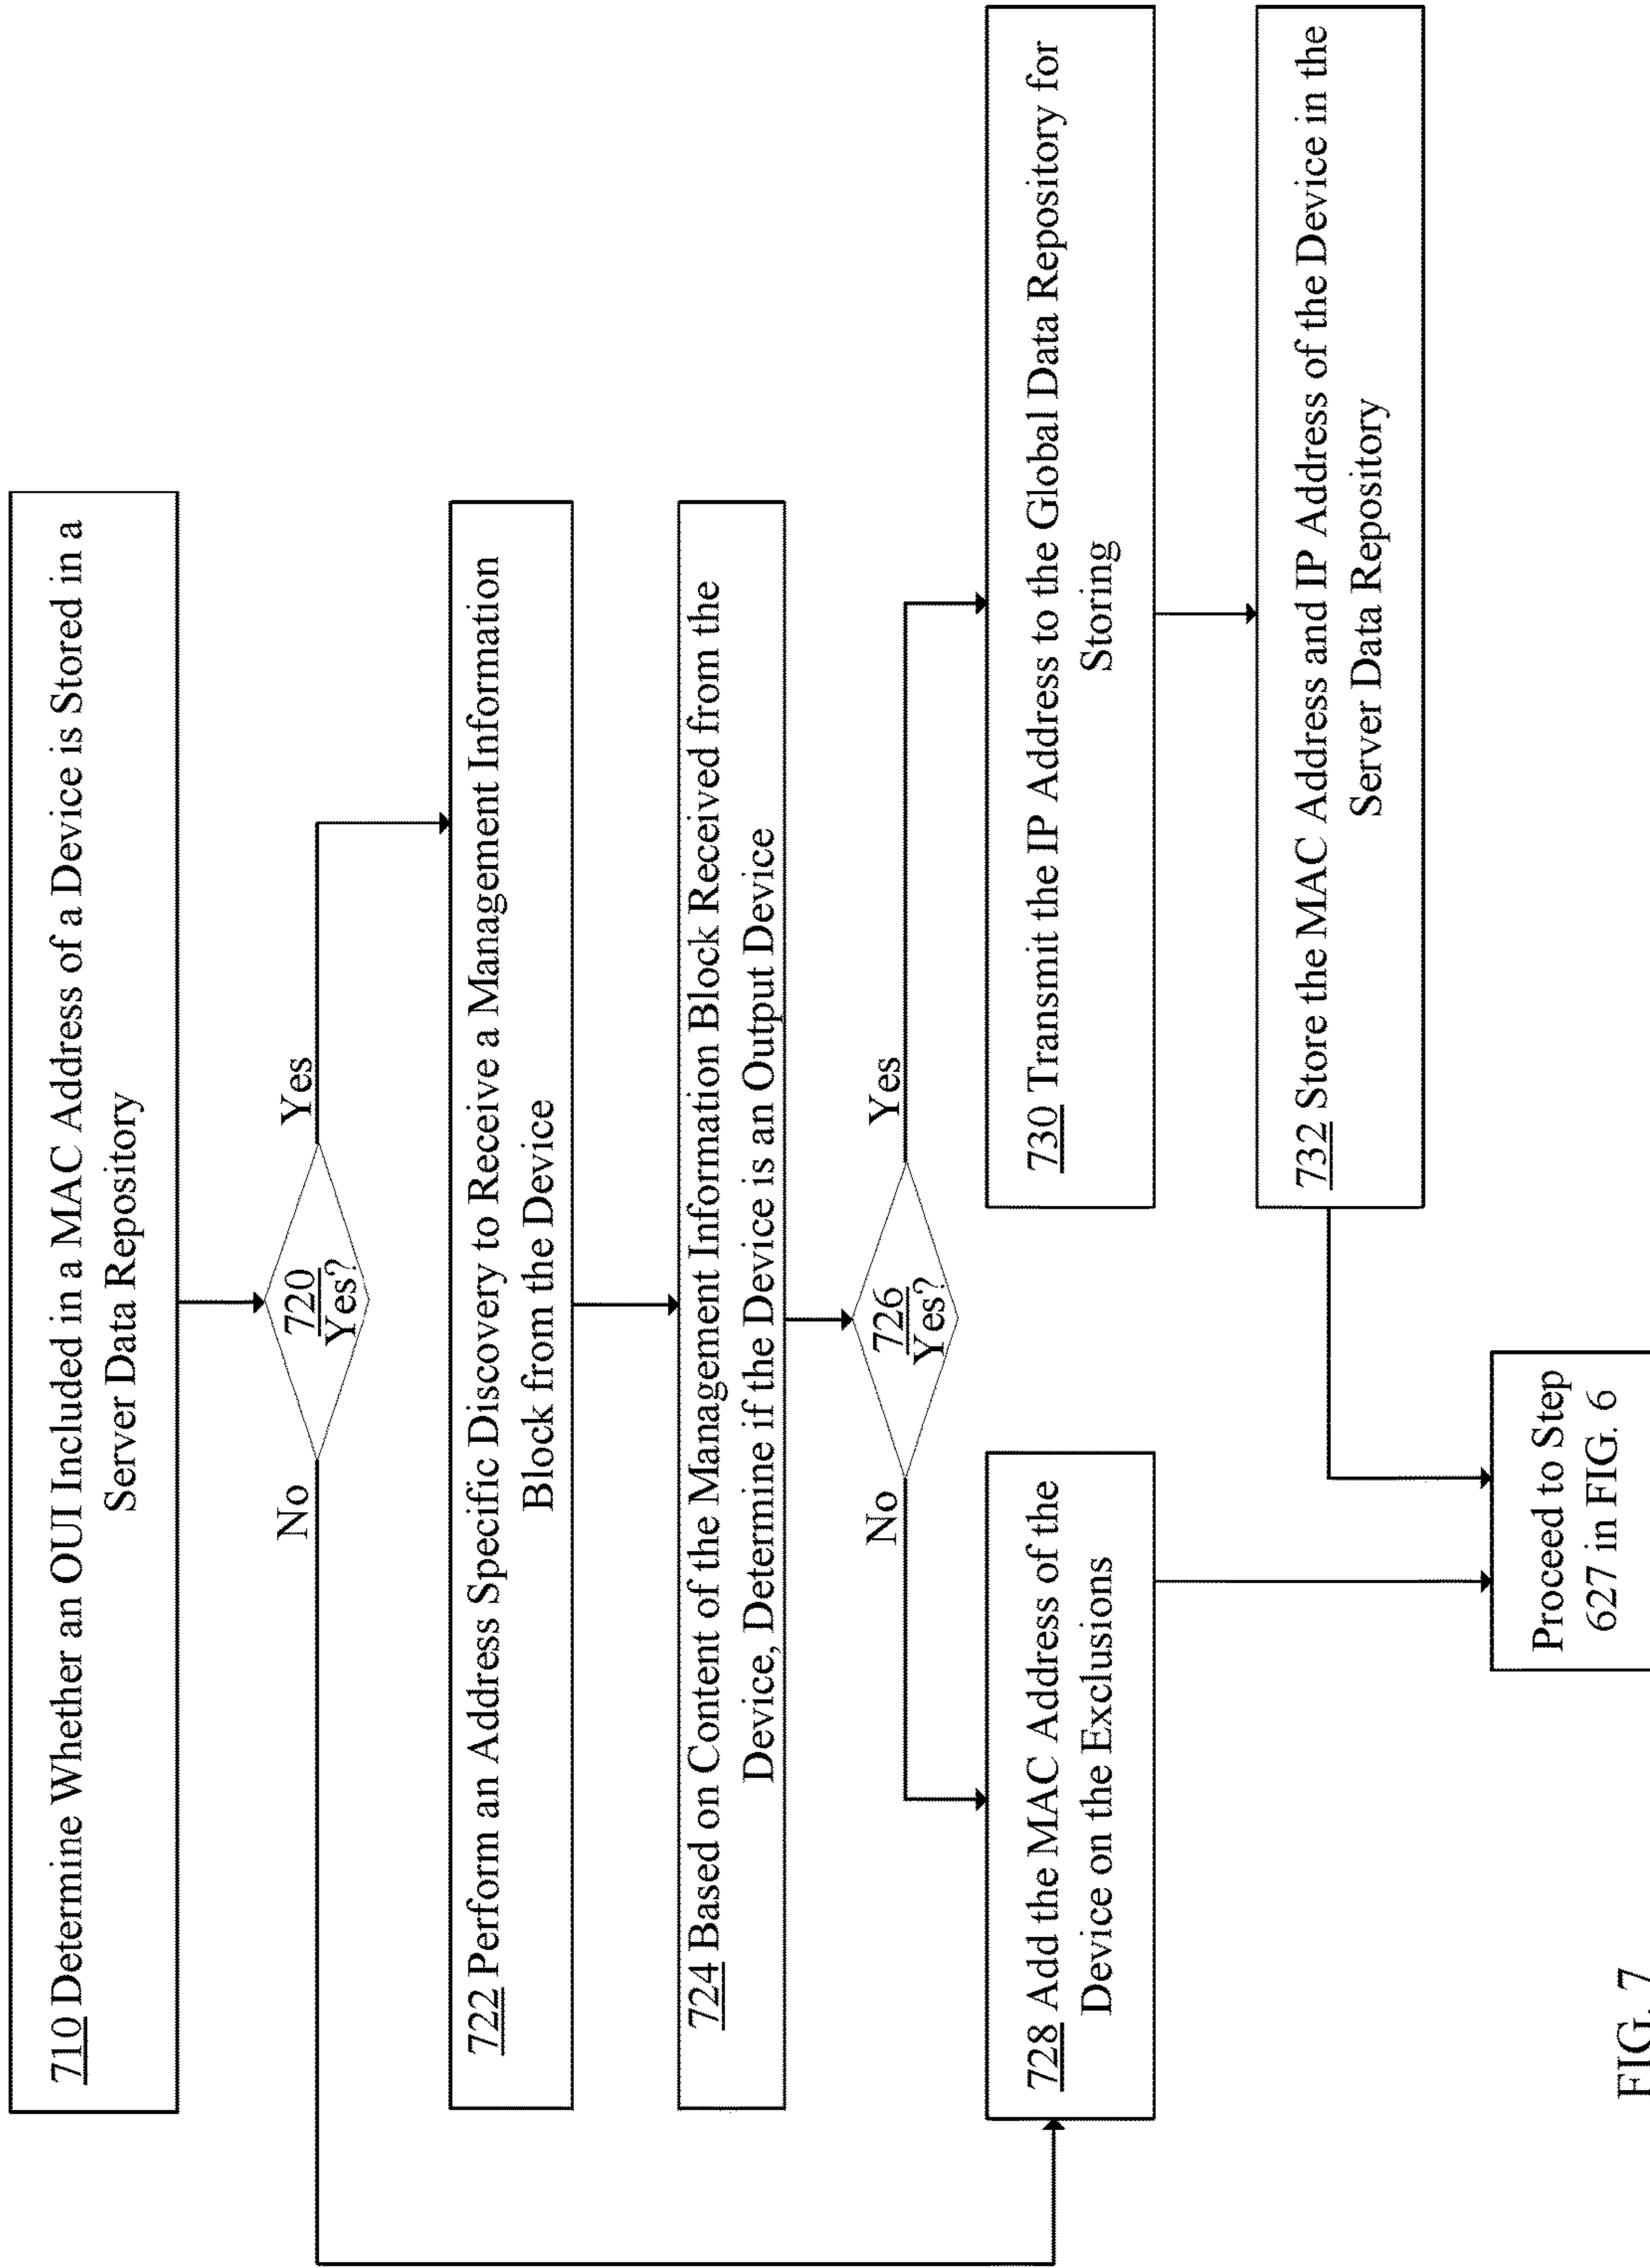 710 Determine Whether an OUI Included in a MAC Address of a Device is Stored in a
Server Data Repository
720
Yes?
No
Yes
722 Perform an Address Specific Discovery to Receive a Management Information
Block from the Device
724 Based on Content of the Management Information Block Received from the
Device, Determine if the Device is an Output Device
726
Yes?
No
Yes
728 Add the MAC Address of the
Device on the Exclusions
730 Transmit the IP Address to the Global Data Repository for
Storing
732 Store the MAC Address and IP Address of the Device in the
Server Data Repository
Proceed to Step
627 in FIG. 6
FIG. 7